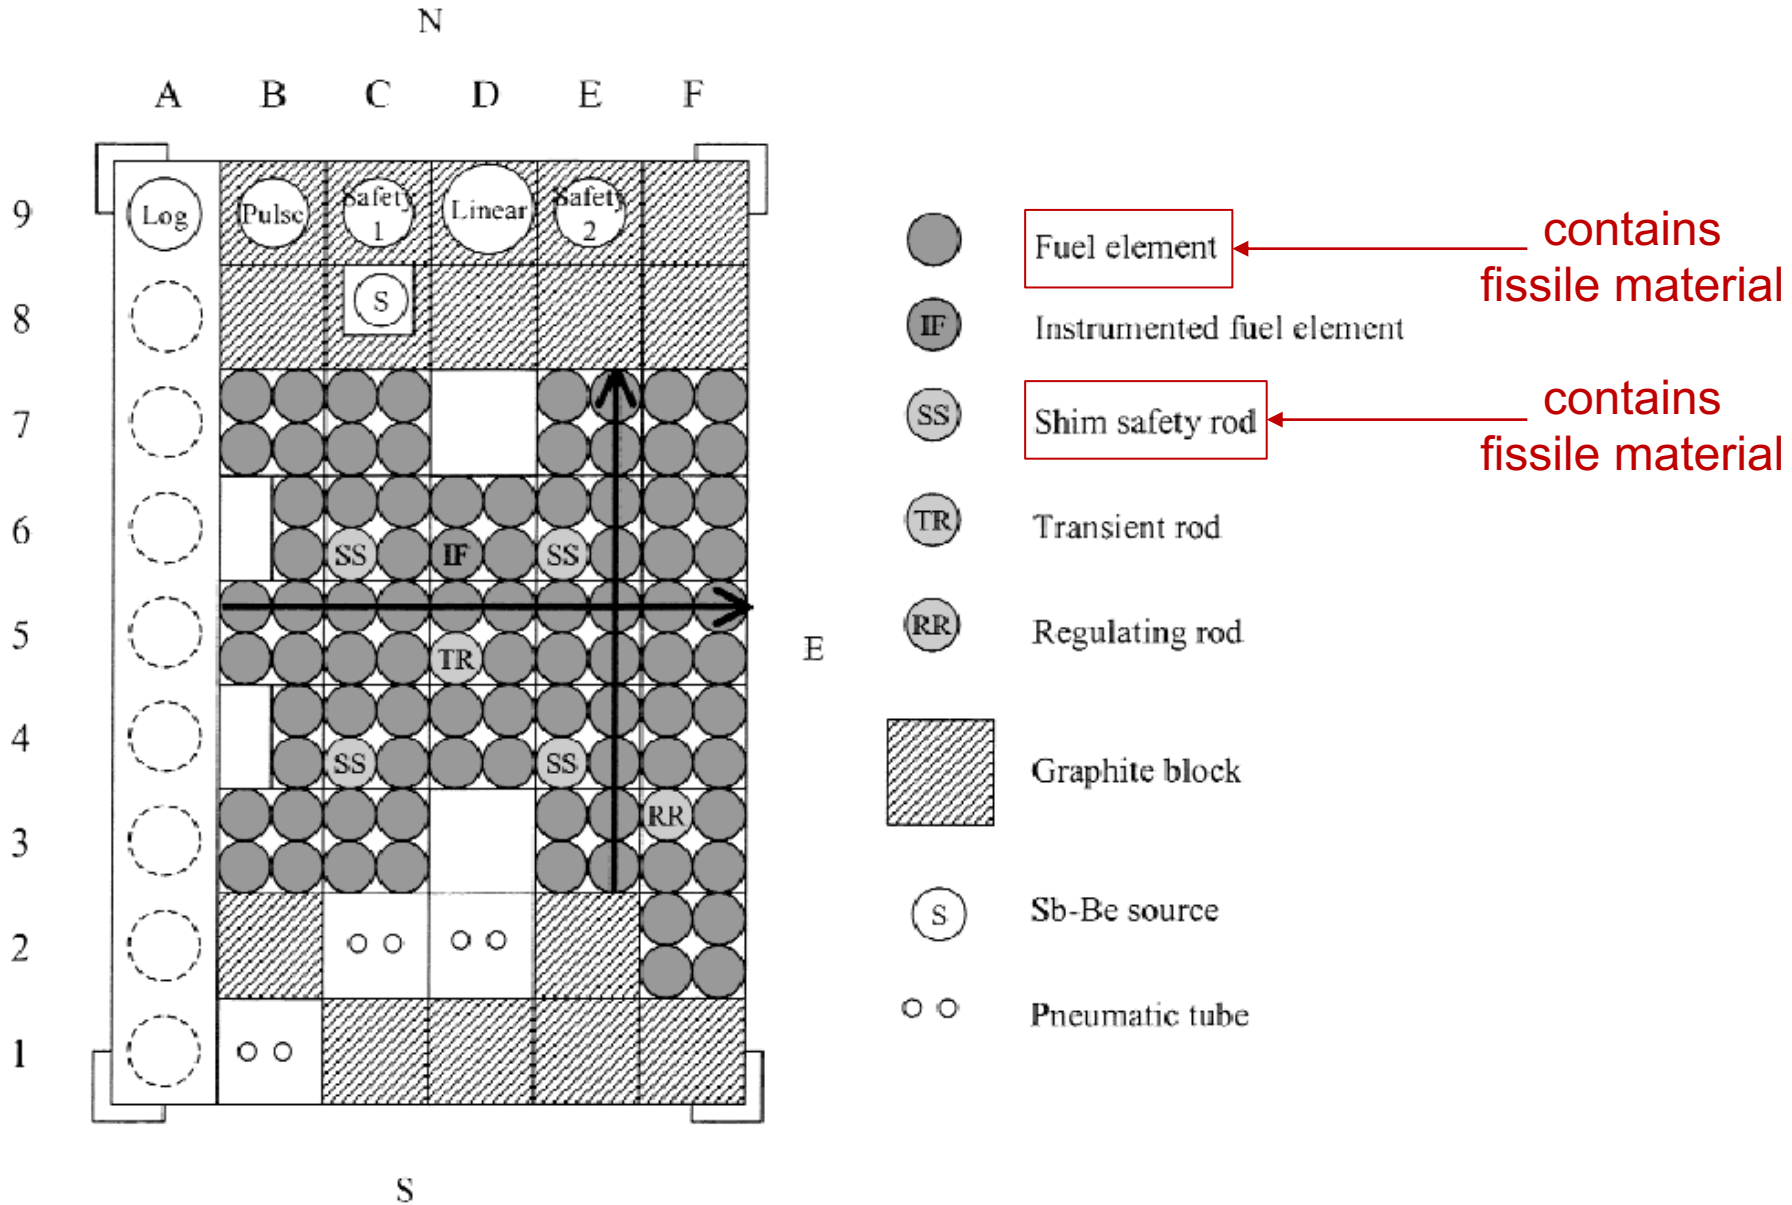 N
A B C D E F
9
Log
Pulse
Safety
1
Linear
Safety
2
8
S
7
6
SS
IF
SS
5
TR
E
4
SS
SS
3
RR
2
1
S
Fuel element
contains
fissile material
IF
Instrumented fuel element
SS
Shim safety rod
contains
fissile material
TR
Transient rod
RR
Regulating rod
Graphite block
S
Sb-Be source
Pneumatic tube